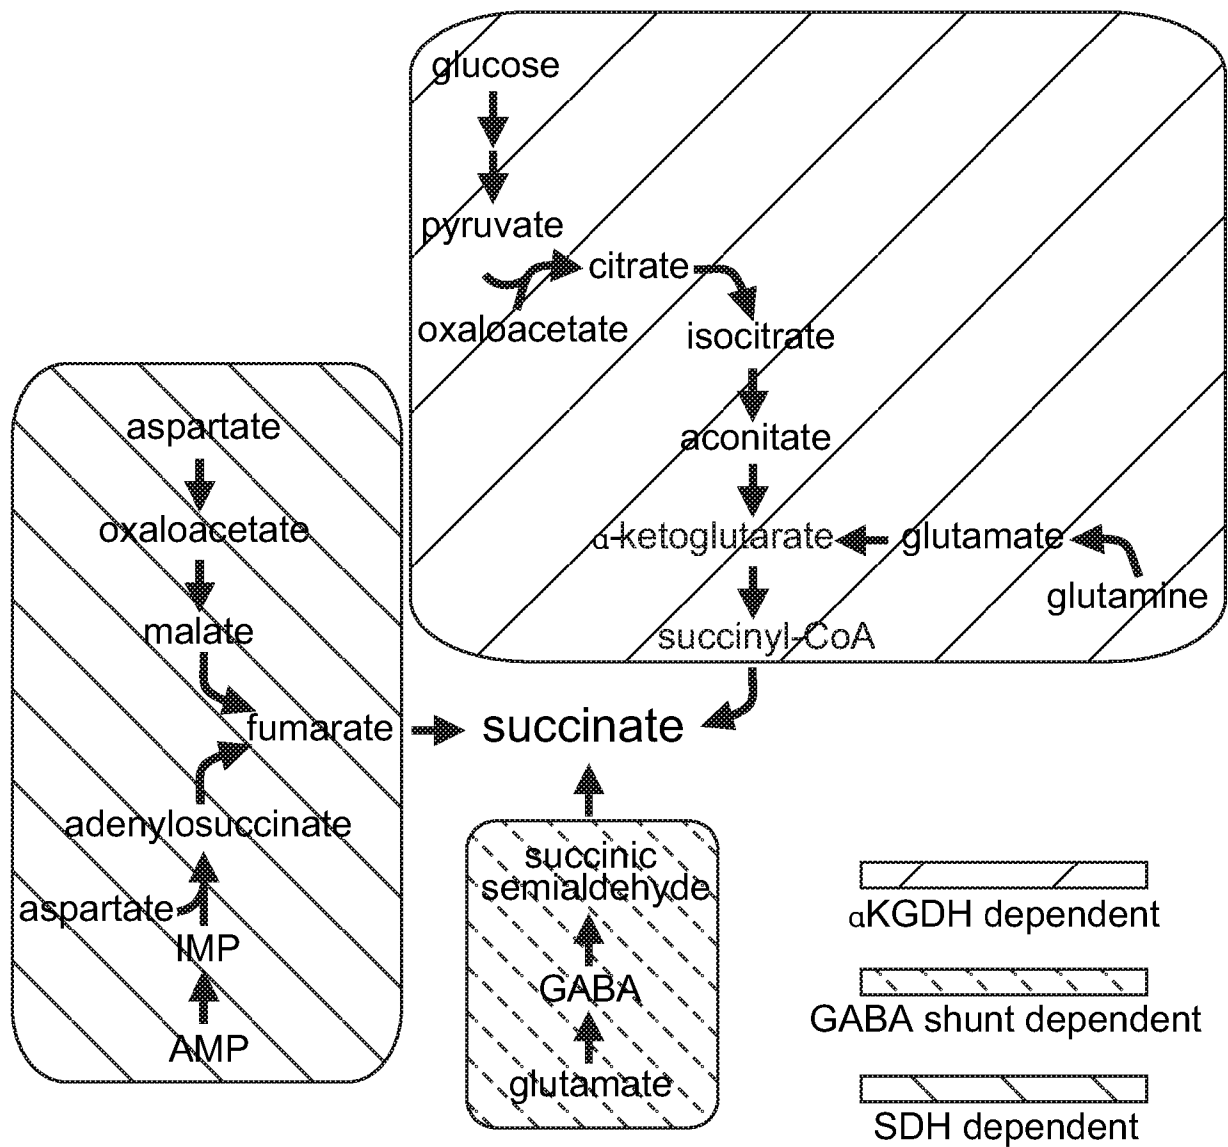 glucose
pyruvate
citrate
oxaloacetate
isocitrate
aconitate
α-ketoglutarate
glutamate
glutamine
succinyl-CoA
aspartate
oxaloacetate
malate
fumarate
succinate
adenylosuccinate
aspartate
IMP
AMP
succinic
semialdehyde
GABA
glutamate
αKGDH dependent
GABA shunt dependent
SDH dependent